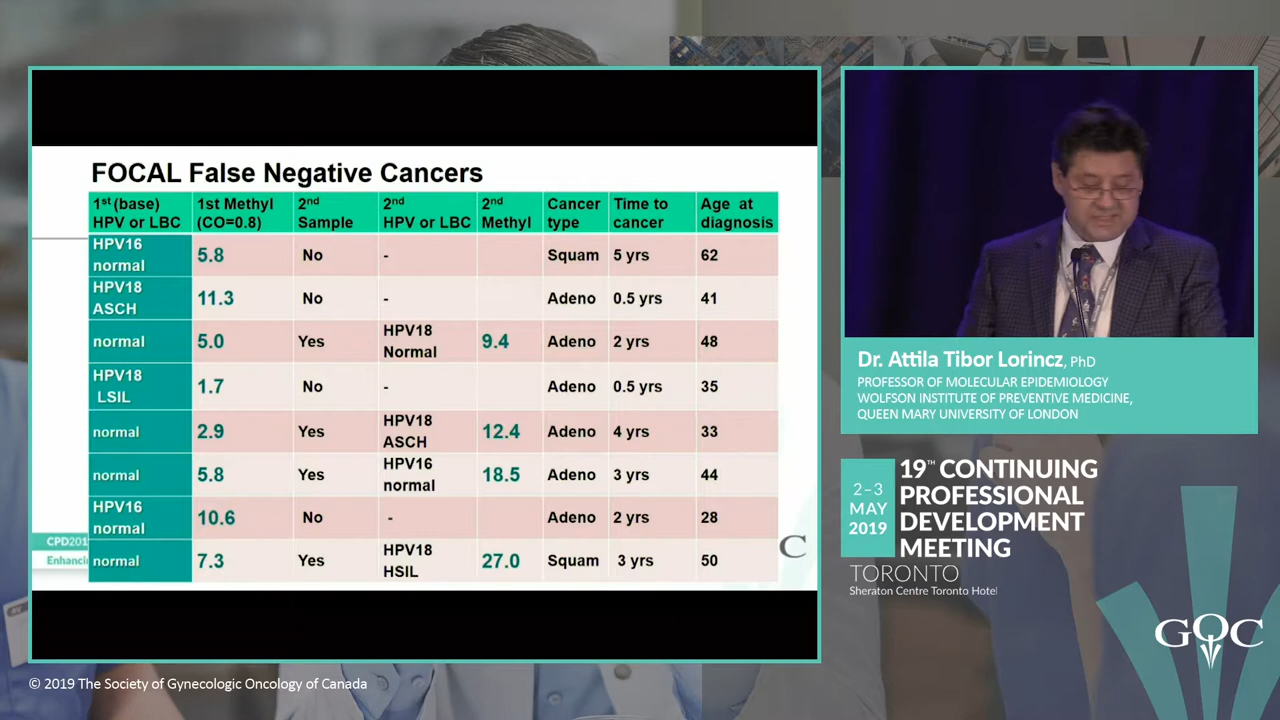 FOCAL False Negative Cancers
1st (base) 1st Methyl 2nd 2nd 2nd Cancer Time to Age at
HPV or LBC (CO=0.8) Sample HPV or LBC Methyl type cancer diagnosis
HPV16
normal 5.8 No - Squam 5 yrs 62
HPV18
ASCH 11.3 No - Adeno 0.5 yrs 41
normal 5.0 Yes HPV18 9.4 Adeno 2 yrs 48
Normal
HPV18
LSIL 1.7 No - Adeno 0.5 yrs 35
normal 2.9 Yes HPV18 12.4 Adeno 4 yrs 33
ASCH
normal 5.8 Yes HPV16 18.5 Adeno 3 yrs 44
normal
HPV16
normal 10.6 No - Adeno 2 yrs 28
normal 7.3 Yes HPV18 27.0 Squam 3 yrs 50
HSIL
CPD201
Enhancin
C
Dr. Attila Tibor Lorincz, PhD
PROFESSOR OF MOLECULAR EPIDEMIOLOGY
WOLFSON INSTITUTE OF PREVENTIVE MEDICINE,
QUEEN MARY UNIVERSITY OF LONDON
2–3
MAY
2019
19™ CONTINUING
PROFESSIONAL
DEVELOPMENT
MEETING
TORONTO
Sheraton Centre Toronto Hotel
GOC
© 2019 The Society of Gynecologic Oncology of Canada